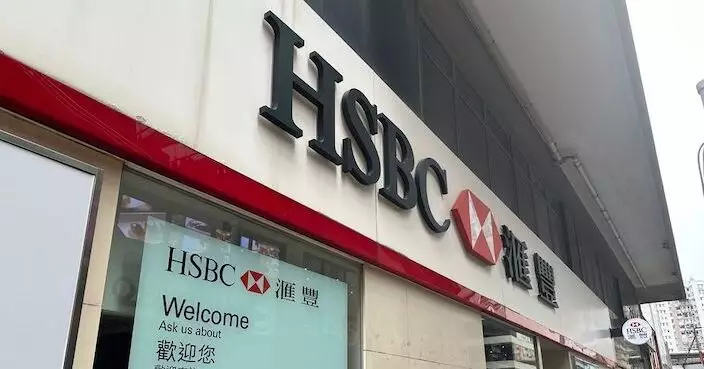 HSBC 滙豐
HSBC 滙豐
Welcome
Ask us about
歡迎您
HSBC